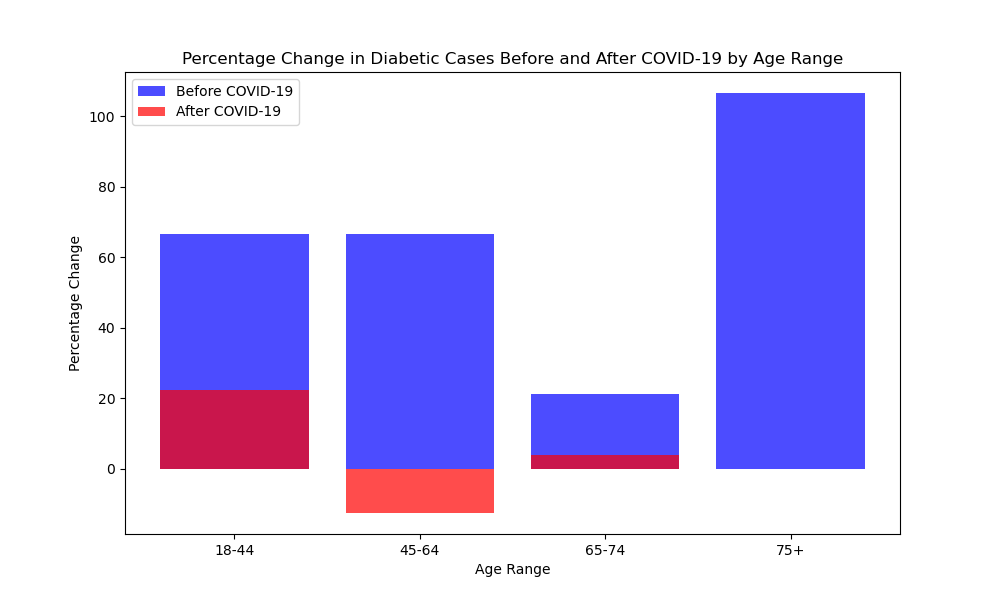 Percentage Change in Diabetic Cases Before and After COVID-19 by Age Range
Before COVID-19
After COVID-19
Percentage Change
100
80
60
40
20
0
18-44
45-64
65-74
75+
Age Range